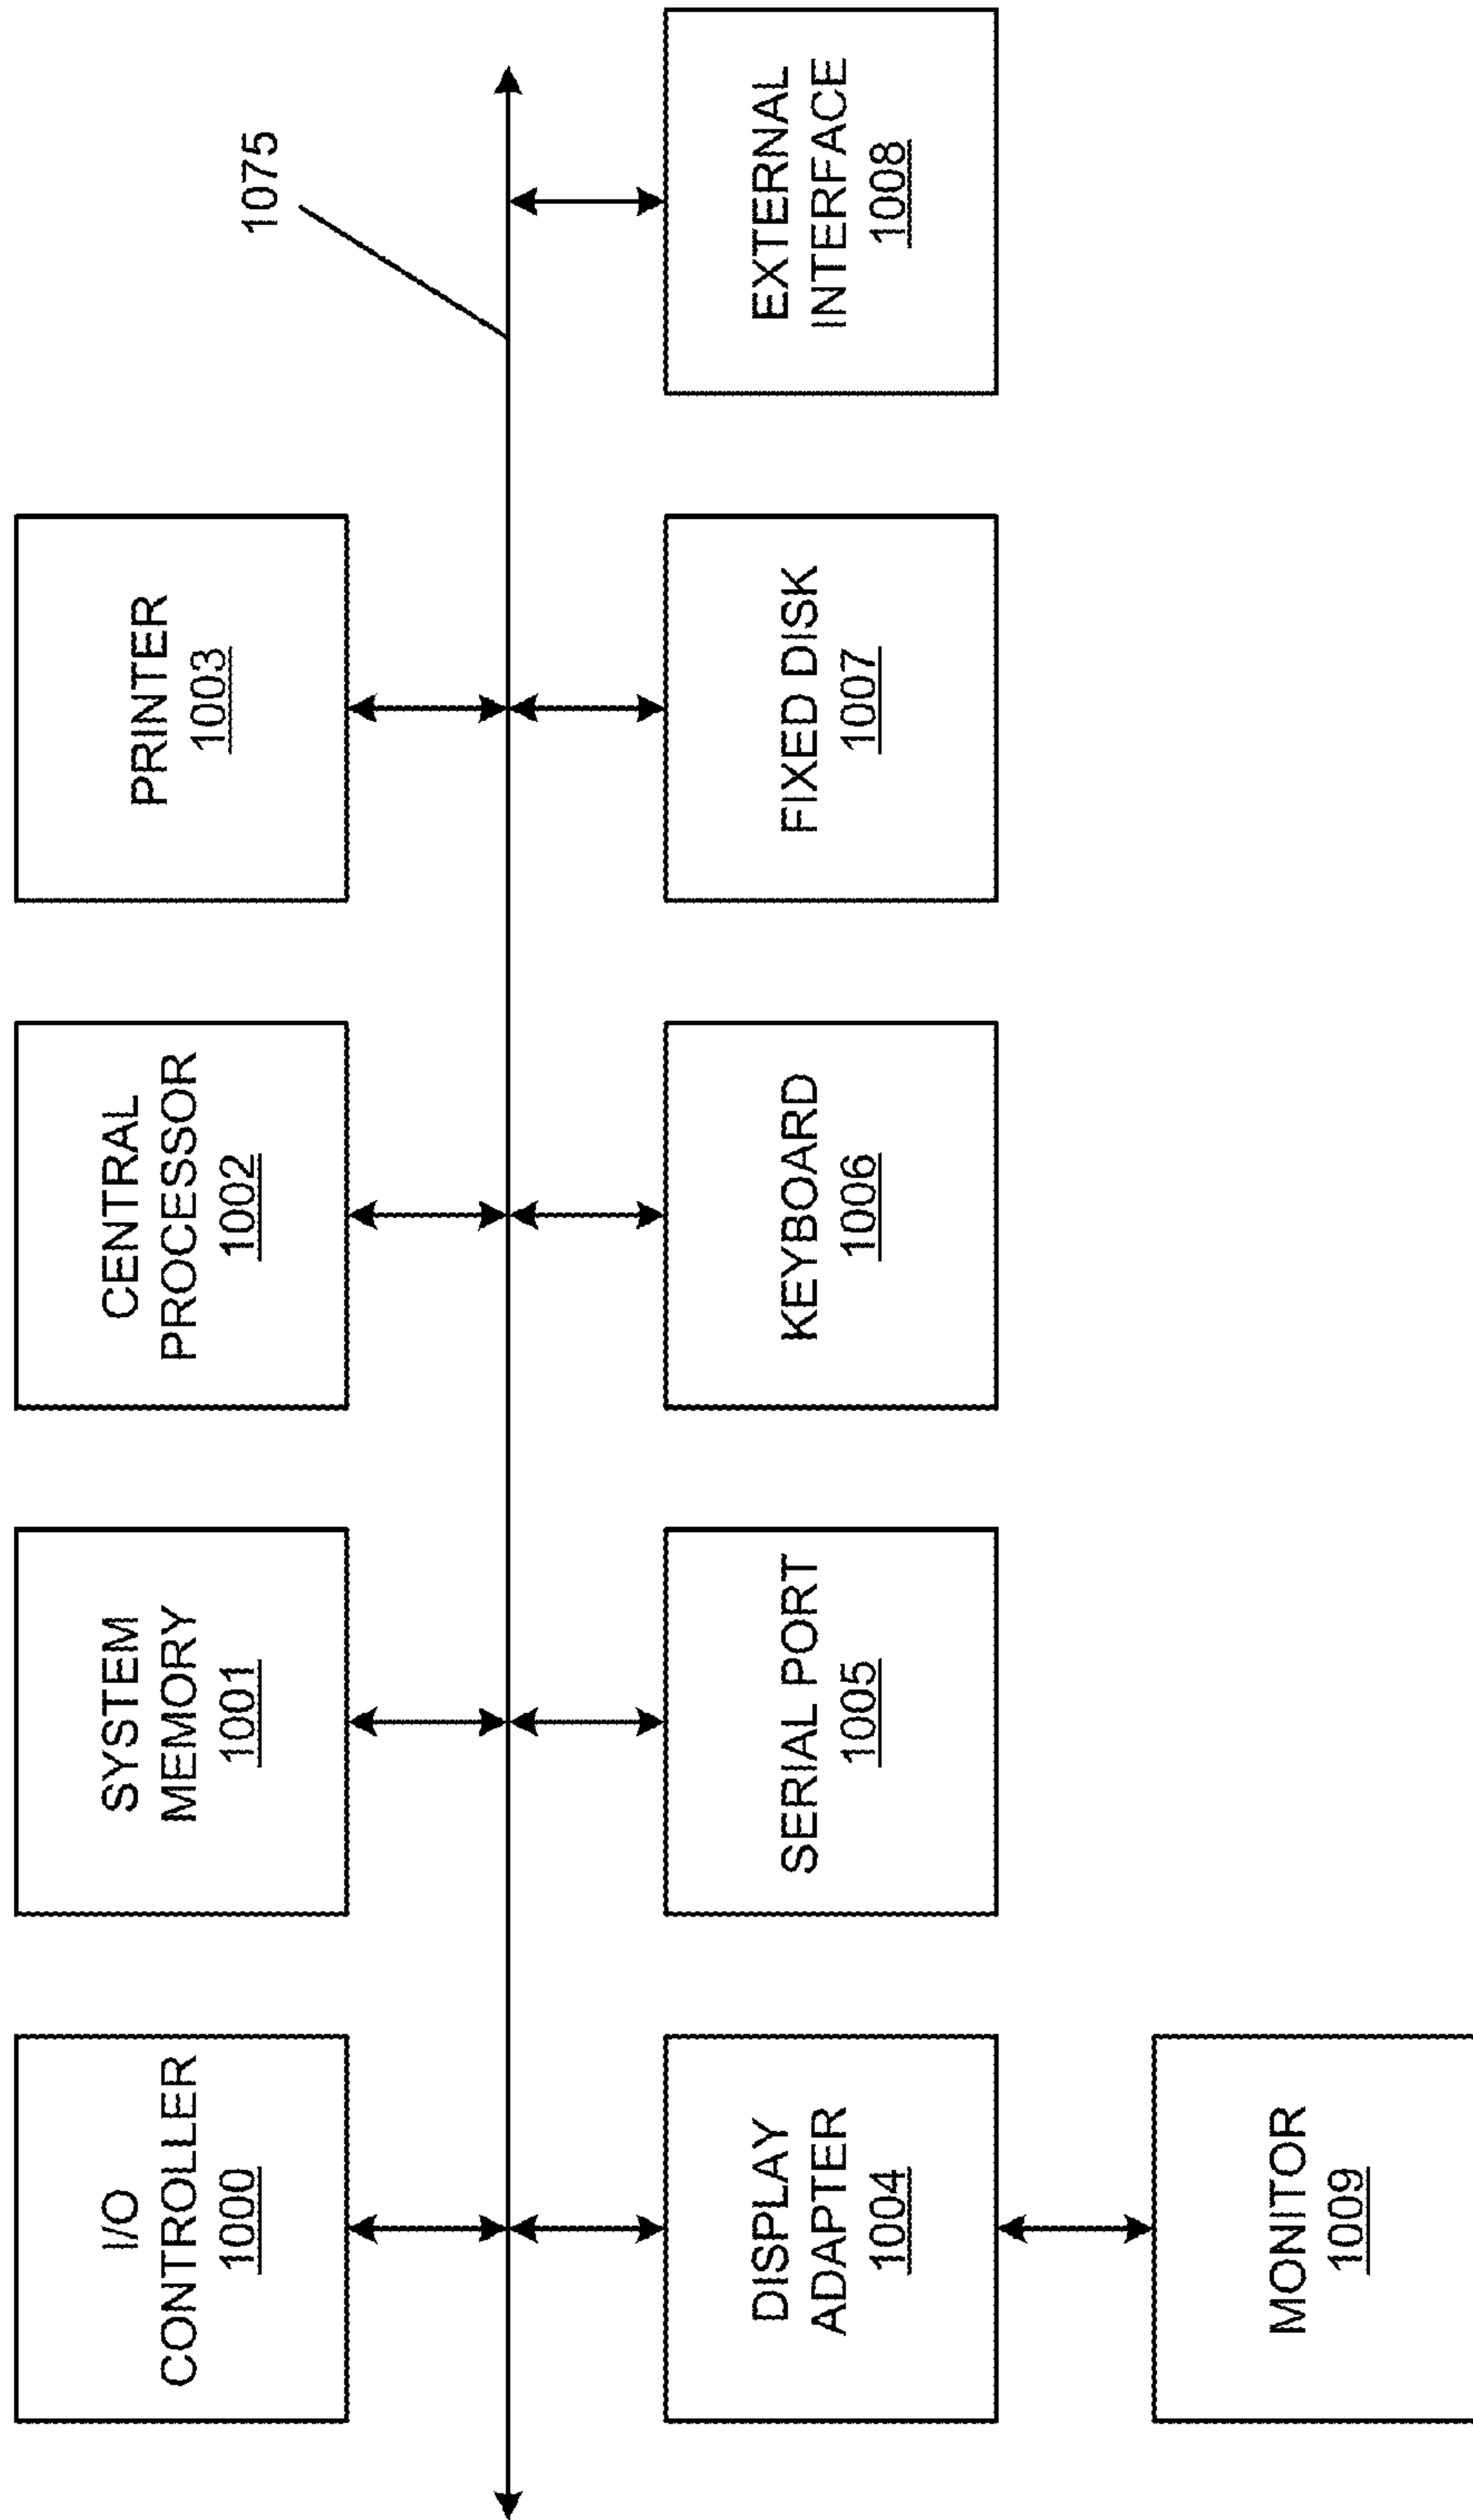 I/O
CONTROLLER
1000
SYSTEM
MEMORY
1001
CENTRAL
PROCESSOR
1002
PRINTER
1003
1075
DISPLAY
ADAPTER
1004
SERIAL PORT
1005
KEYBOARD
1006
FIXED DISK
1007
EXTERNAL
INTERFACE
1008
MONITOR
1009